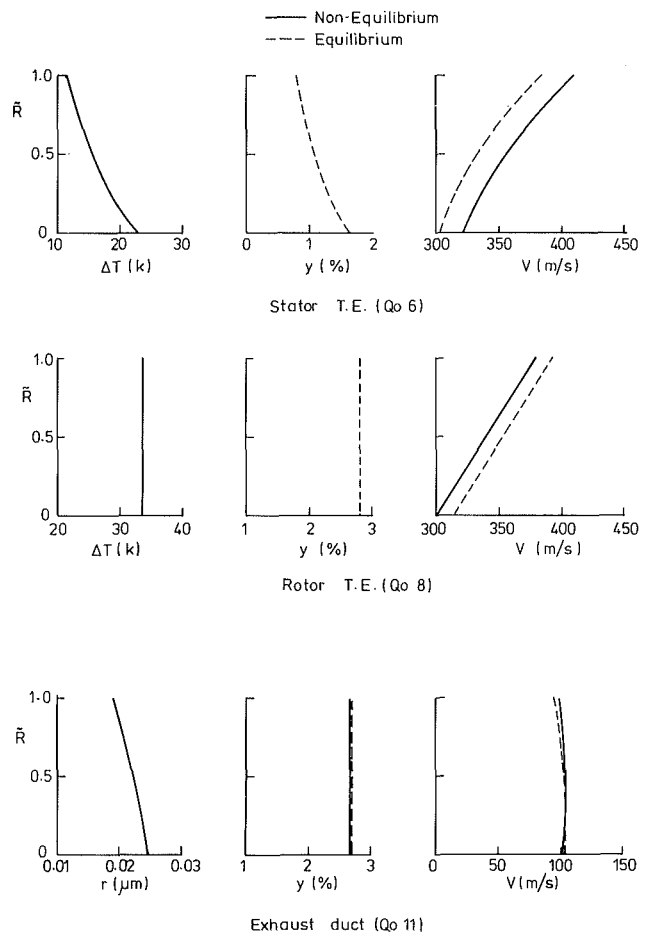 Non-Equilibrium
Equilibrium
1.0
R̃
0.5
0
10 20 30
ΔT (k)
0 1 2
y (%)
300 350 400 450
V (m/s)
Stator T.E. (Qo 6)
1.0
R̃
0.5
0
20 30 40
ΔT (k)
1 2 3
y (%)
300 350 400 450
V (m/s)
Rotor T.E. (Qo 8)
1.0
R̃
0.5
0
0.01 0.02 0.03
r (μm)
1 2 3
y (%)
0 50 100 150
V (m/s)
Exhaust duct (Qo 11)